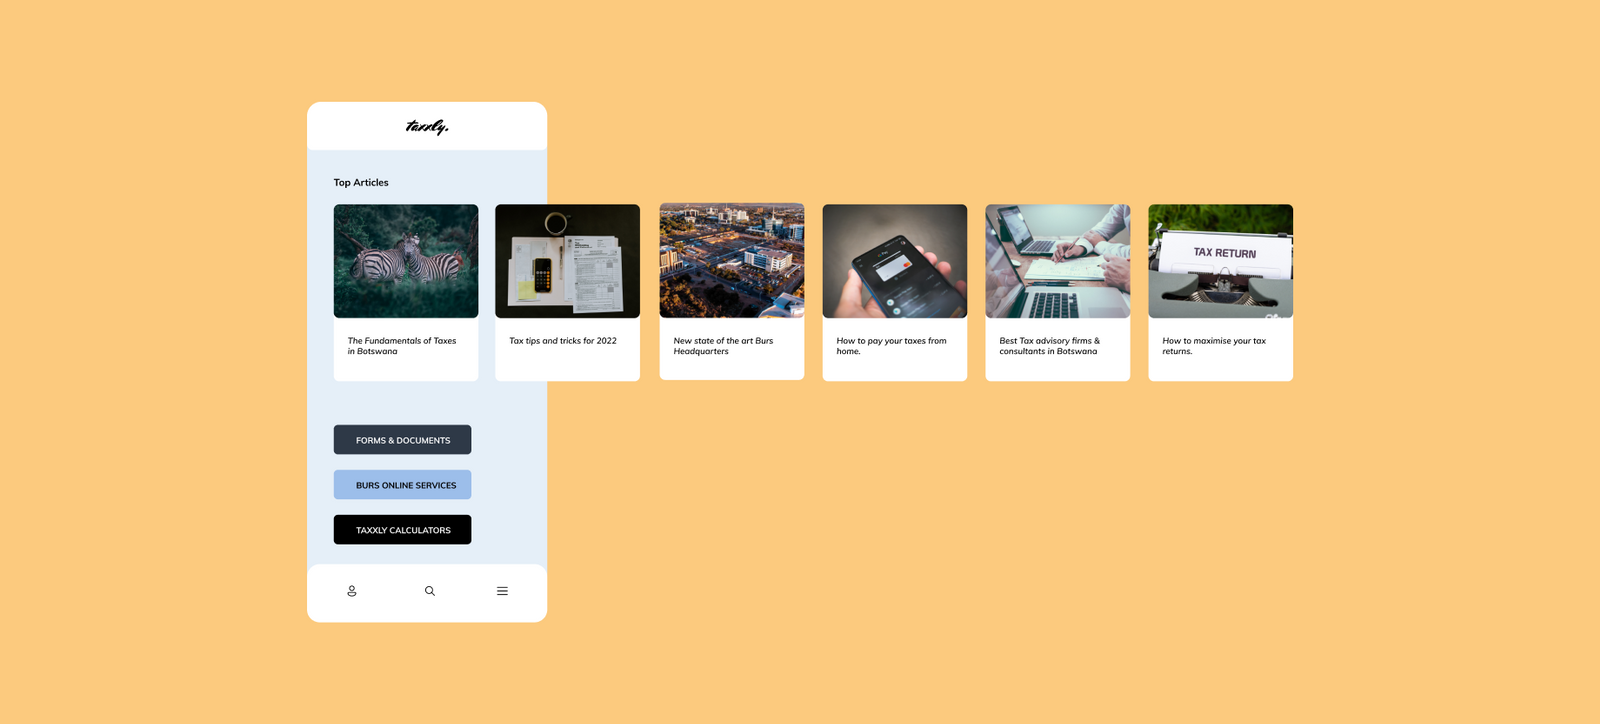 taxxly.
Top Articles
TAX RETURN
The Fundamentals of Taxes
in Botswana
Tax tips and tricks for 2022
New state of the art Burs
Headquarters
How to pay your taxes from
home.
Best Tax advisory firms &
consultants in Botswana
How to maximise your tax
returns.
FORMS & DOCUMENTS
BURS ONLINE SERVICES
TAXXLY CALCULATORS